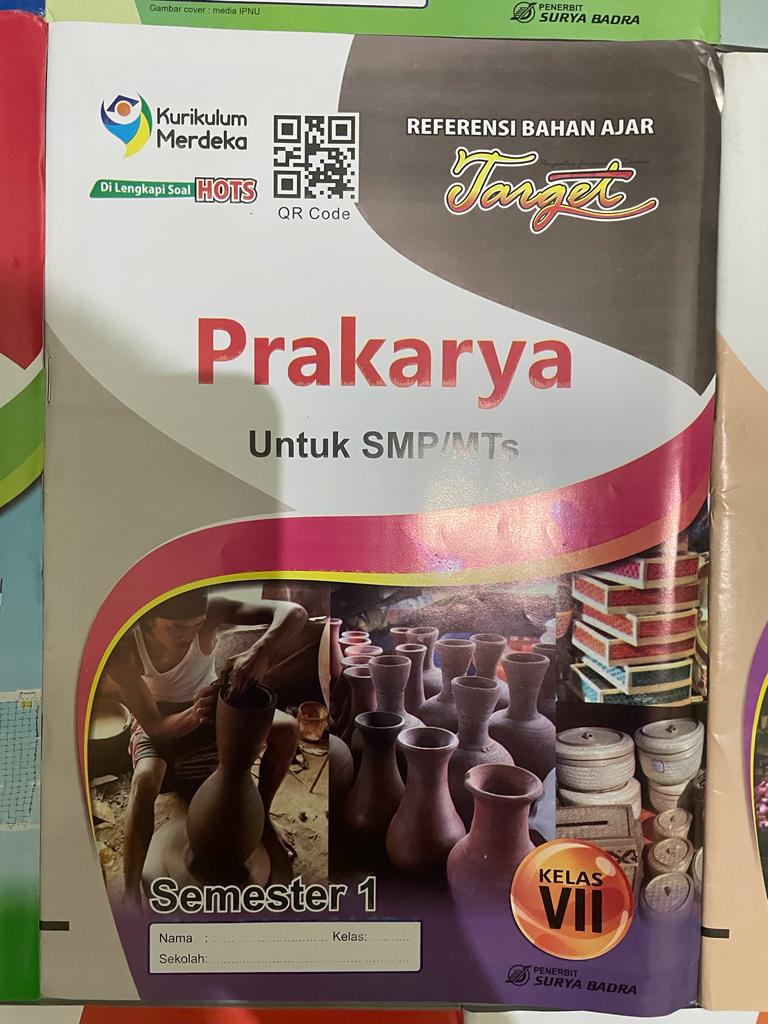 Gambar cover : media IPNU
PENERBIT
SURYA BADRA
Kurikulum
Merdeka
Di Lengkapi Soal HOTS
QR Code
REFERENSI BAHAN AJAR
Target
Prakarya
Untuk SMP/MTs
Semester 1
Nama : Kelas:
Sekolah:
KELAS
VII
PENERBIT
SURYA BADRA